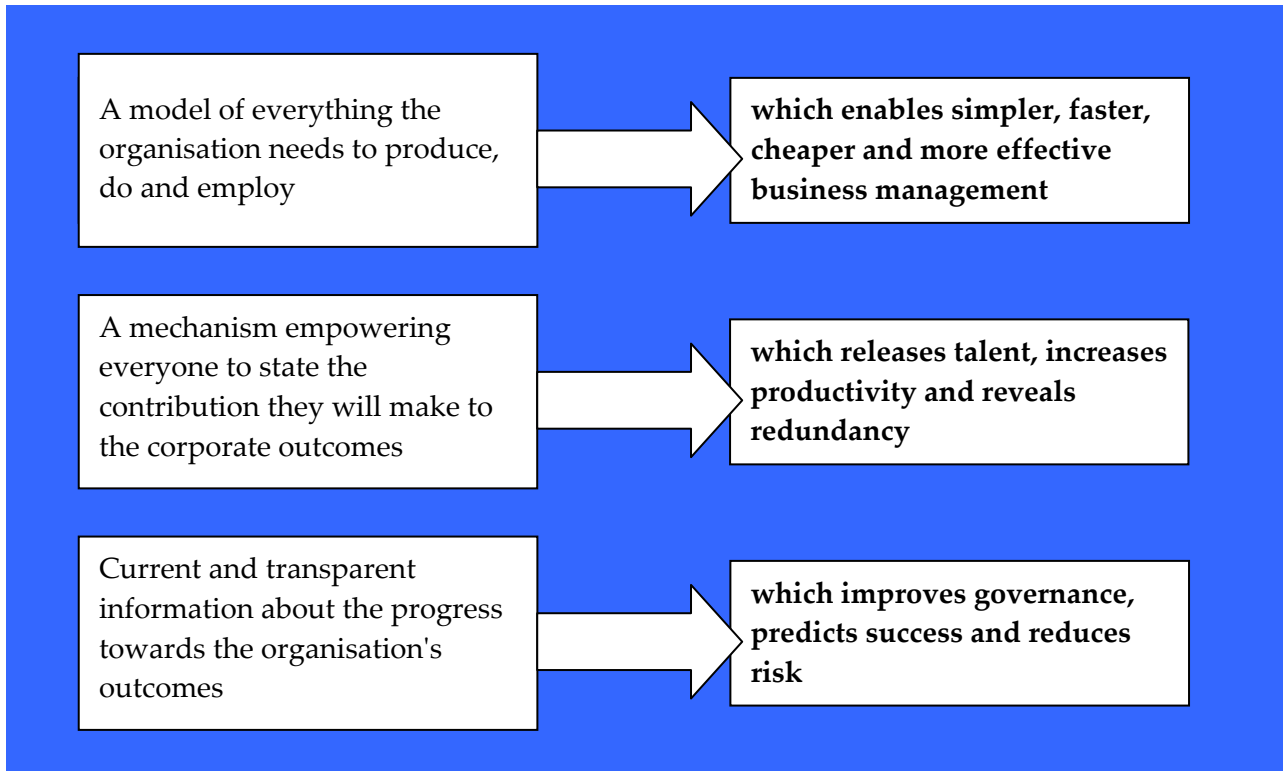 A model of everything the
organisation needs to produce,
do and employ
which enables simpler, faster,
cheaper and more effective
business management
A mechanism empowering
everyone to state the
contribution they will make to
the corporate outcomes
which releases talent, increases
productivity and reveals
redundancy
Current and transparent
information about the progress
towards the organisation's
outcomes
which improves governance,
predicts success and reduces
risk